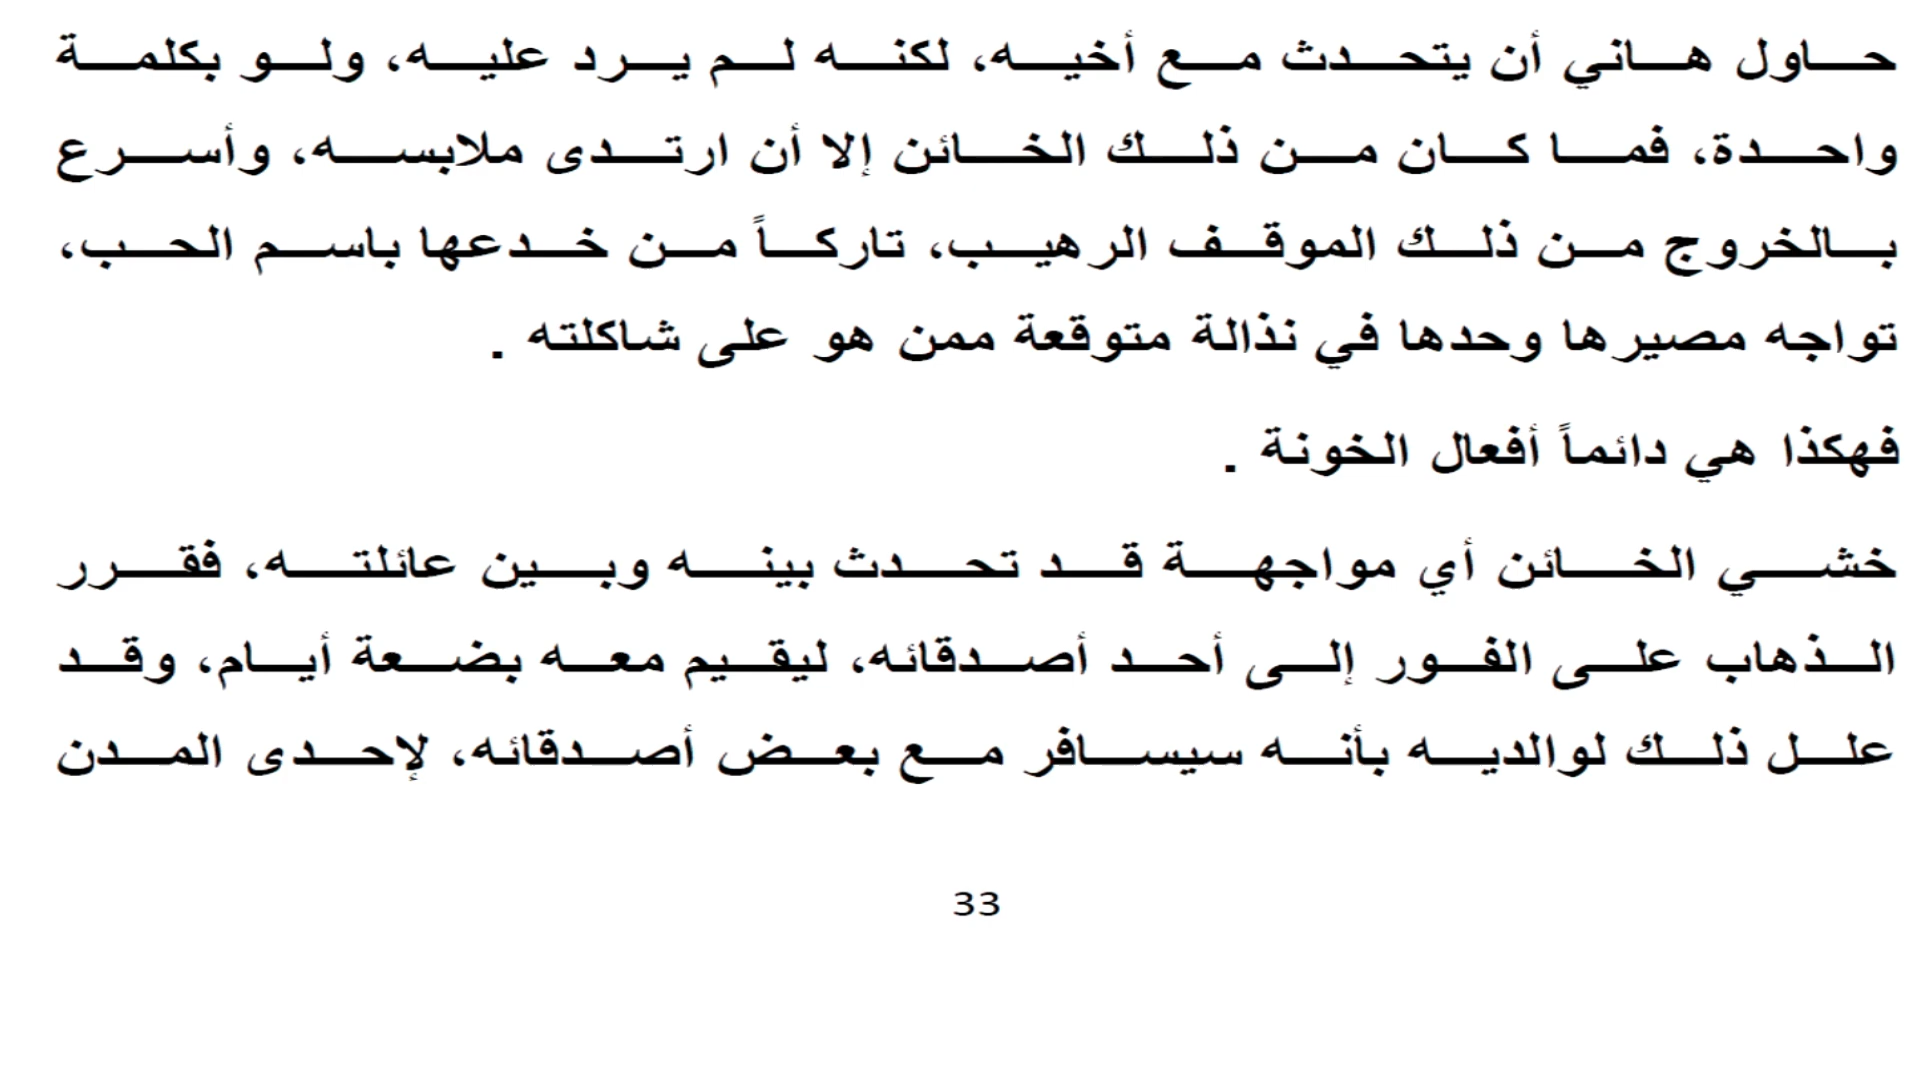 حاول هاني أن يتحدث مع أخيه، لكنه لم يرد عليه، ولو بكلمة
واحدة، فما كان من ذلك الخائن إلا أن ارتدى ملابسه، وأسرع
بالخروج من ذلك الموقف الرهيب، تاركاً من خدعها باسم الحب،
تواجه مصيرها وحدها في نذالة متوقعة ممن هو على شاكلته .
فهكذا هي دائماً أفعال الخونة .
خشي الخائن أي مواجهة قد تحدث بينه وبين عائلته، فقرر
الذهاب على الفور إلى أحد أصدقائه، ليقيم معه بضعة أيام، وقد
علل ذلك لوالديه بأنه سيسافر مع بعض أصدقائه، لإحدى المدن
33